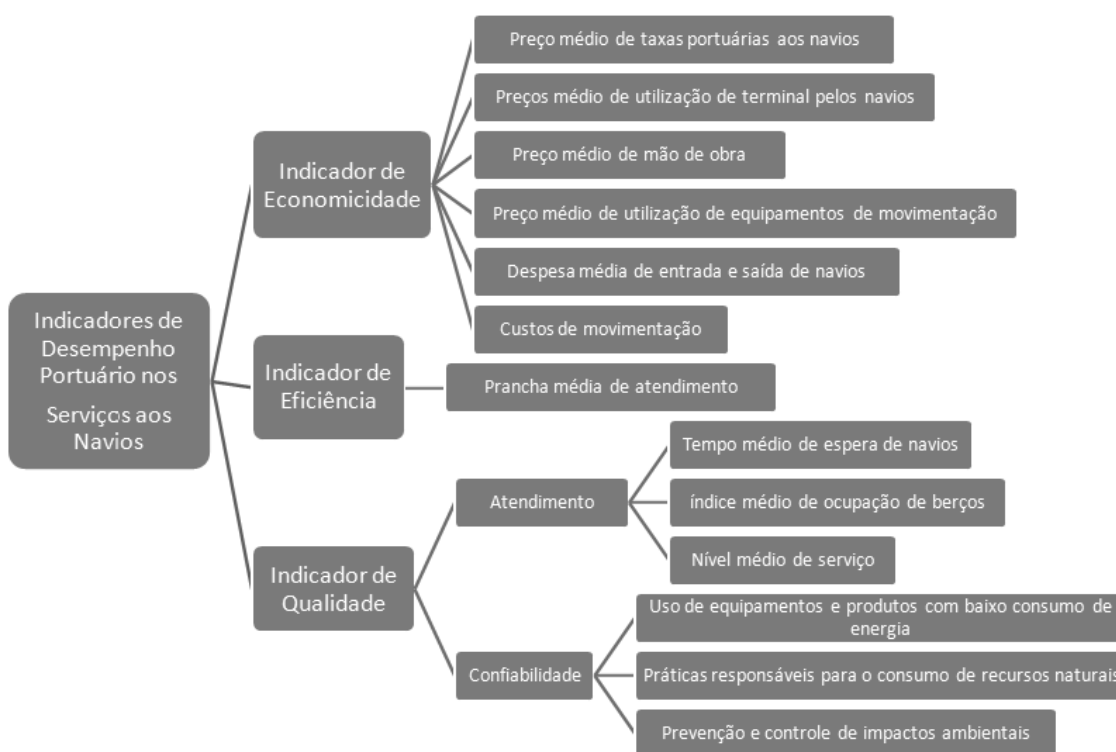 Indicadores de
Desempenho
Portuário nos
Serviços aos
Navios
Indicador de
Economicidade
Preço médio de taxas portuárias aos navios
Preços médio de utilização de terminal pelos navios
Preço médio de mão de obra
Preço médio de utilização de equipamentos de movimentação
Despesa média de entrada e saída de navios
Custos de movimentação
Indicador de
Eficiência
Prancha média de atendimento
Indicador de
Qualidade
Atendimento
Tempo médio de espera de navios
índice médio de ocupação de berços
Nível médio de serviço
Confiabilidade
Uso de equipamentos e produtos com baixo consumo de
energia
Práticas responsáveis para o consumo de recursos naturais
Prevenção e controle de impactos ambientais